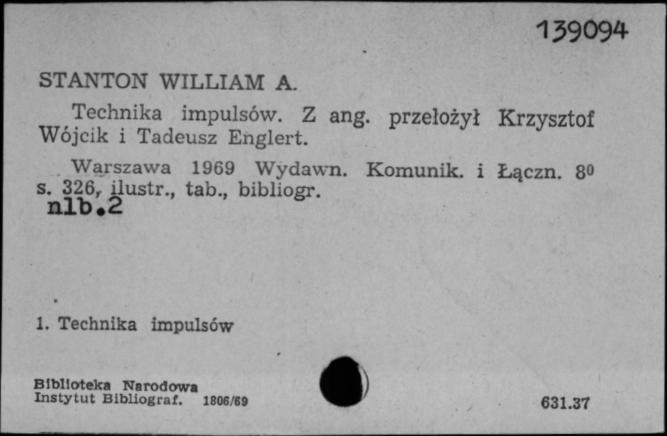 139094
STANTON WILLIAM A.
Technika impulsów. Z ang. przełożył Krzysztof
Wójcik i Tadeusz Englert.
Warszawa 1969 Wydawn. Komunik. i Łączn. 8⁰
s. 326, ilustr., tab., bibliogr.
nlb.2
1. Technika impulsów
Biblioteka Narodowa
Instytut Bibliograf. 1806/69
631.37